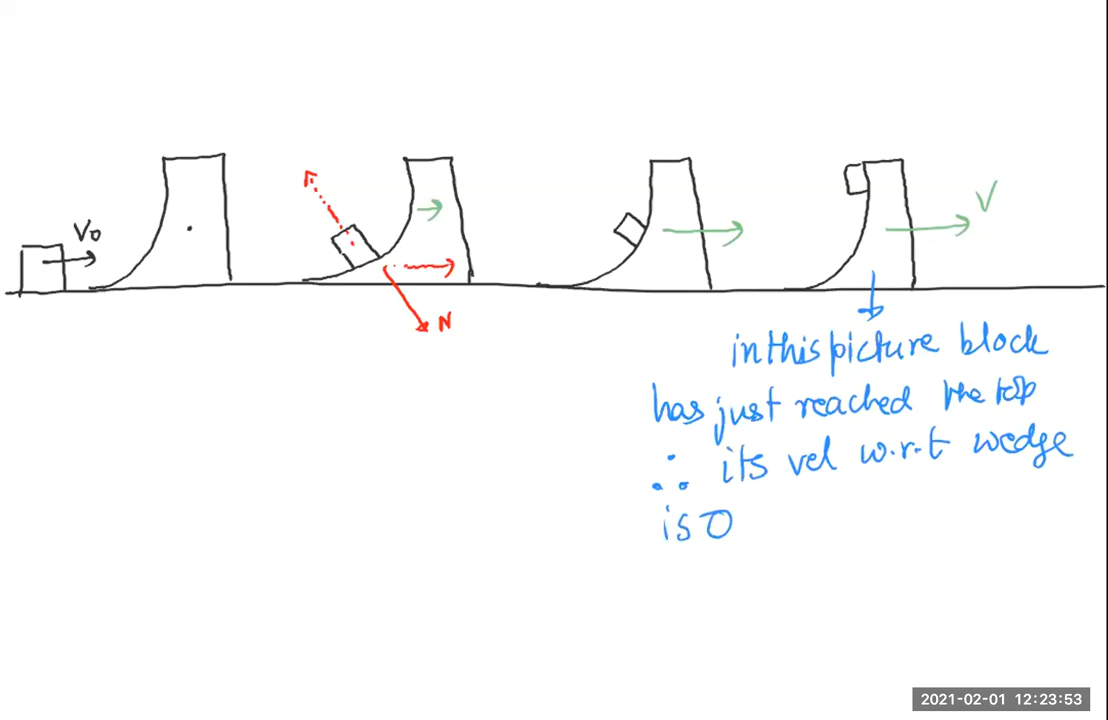 V₀
N
V
in this picture block
has just reached the top
∴ its vel w.r.t wedge
is 0
2021-02-01 12:23:53